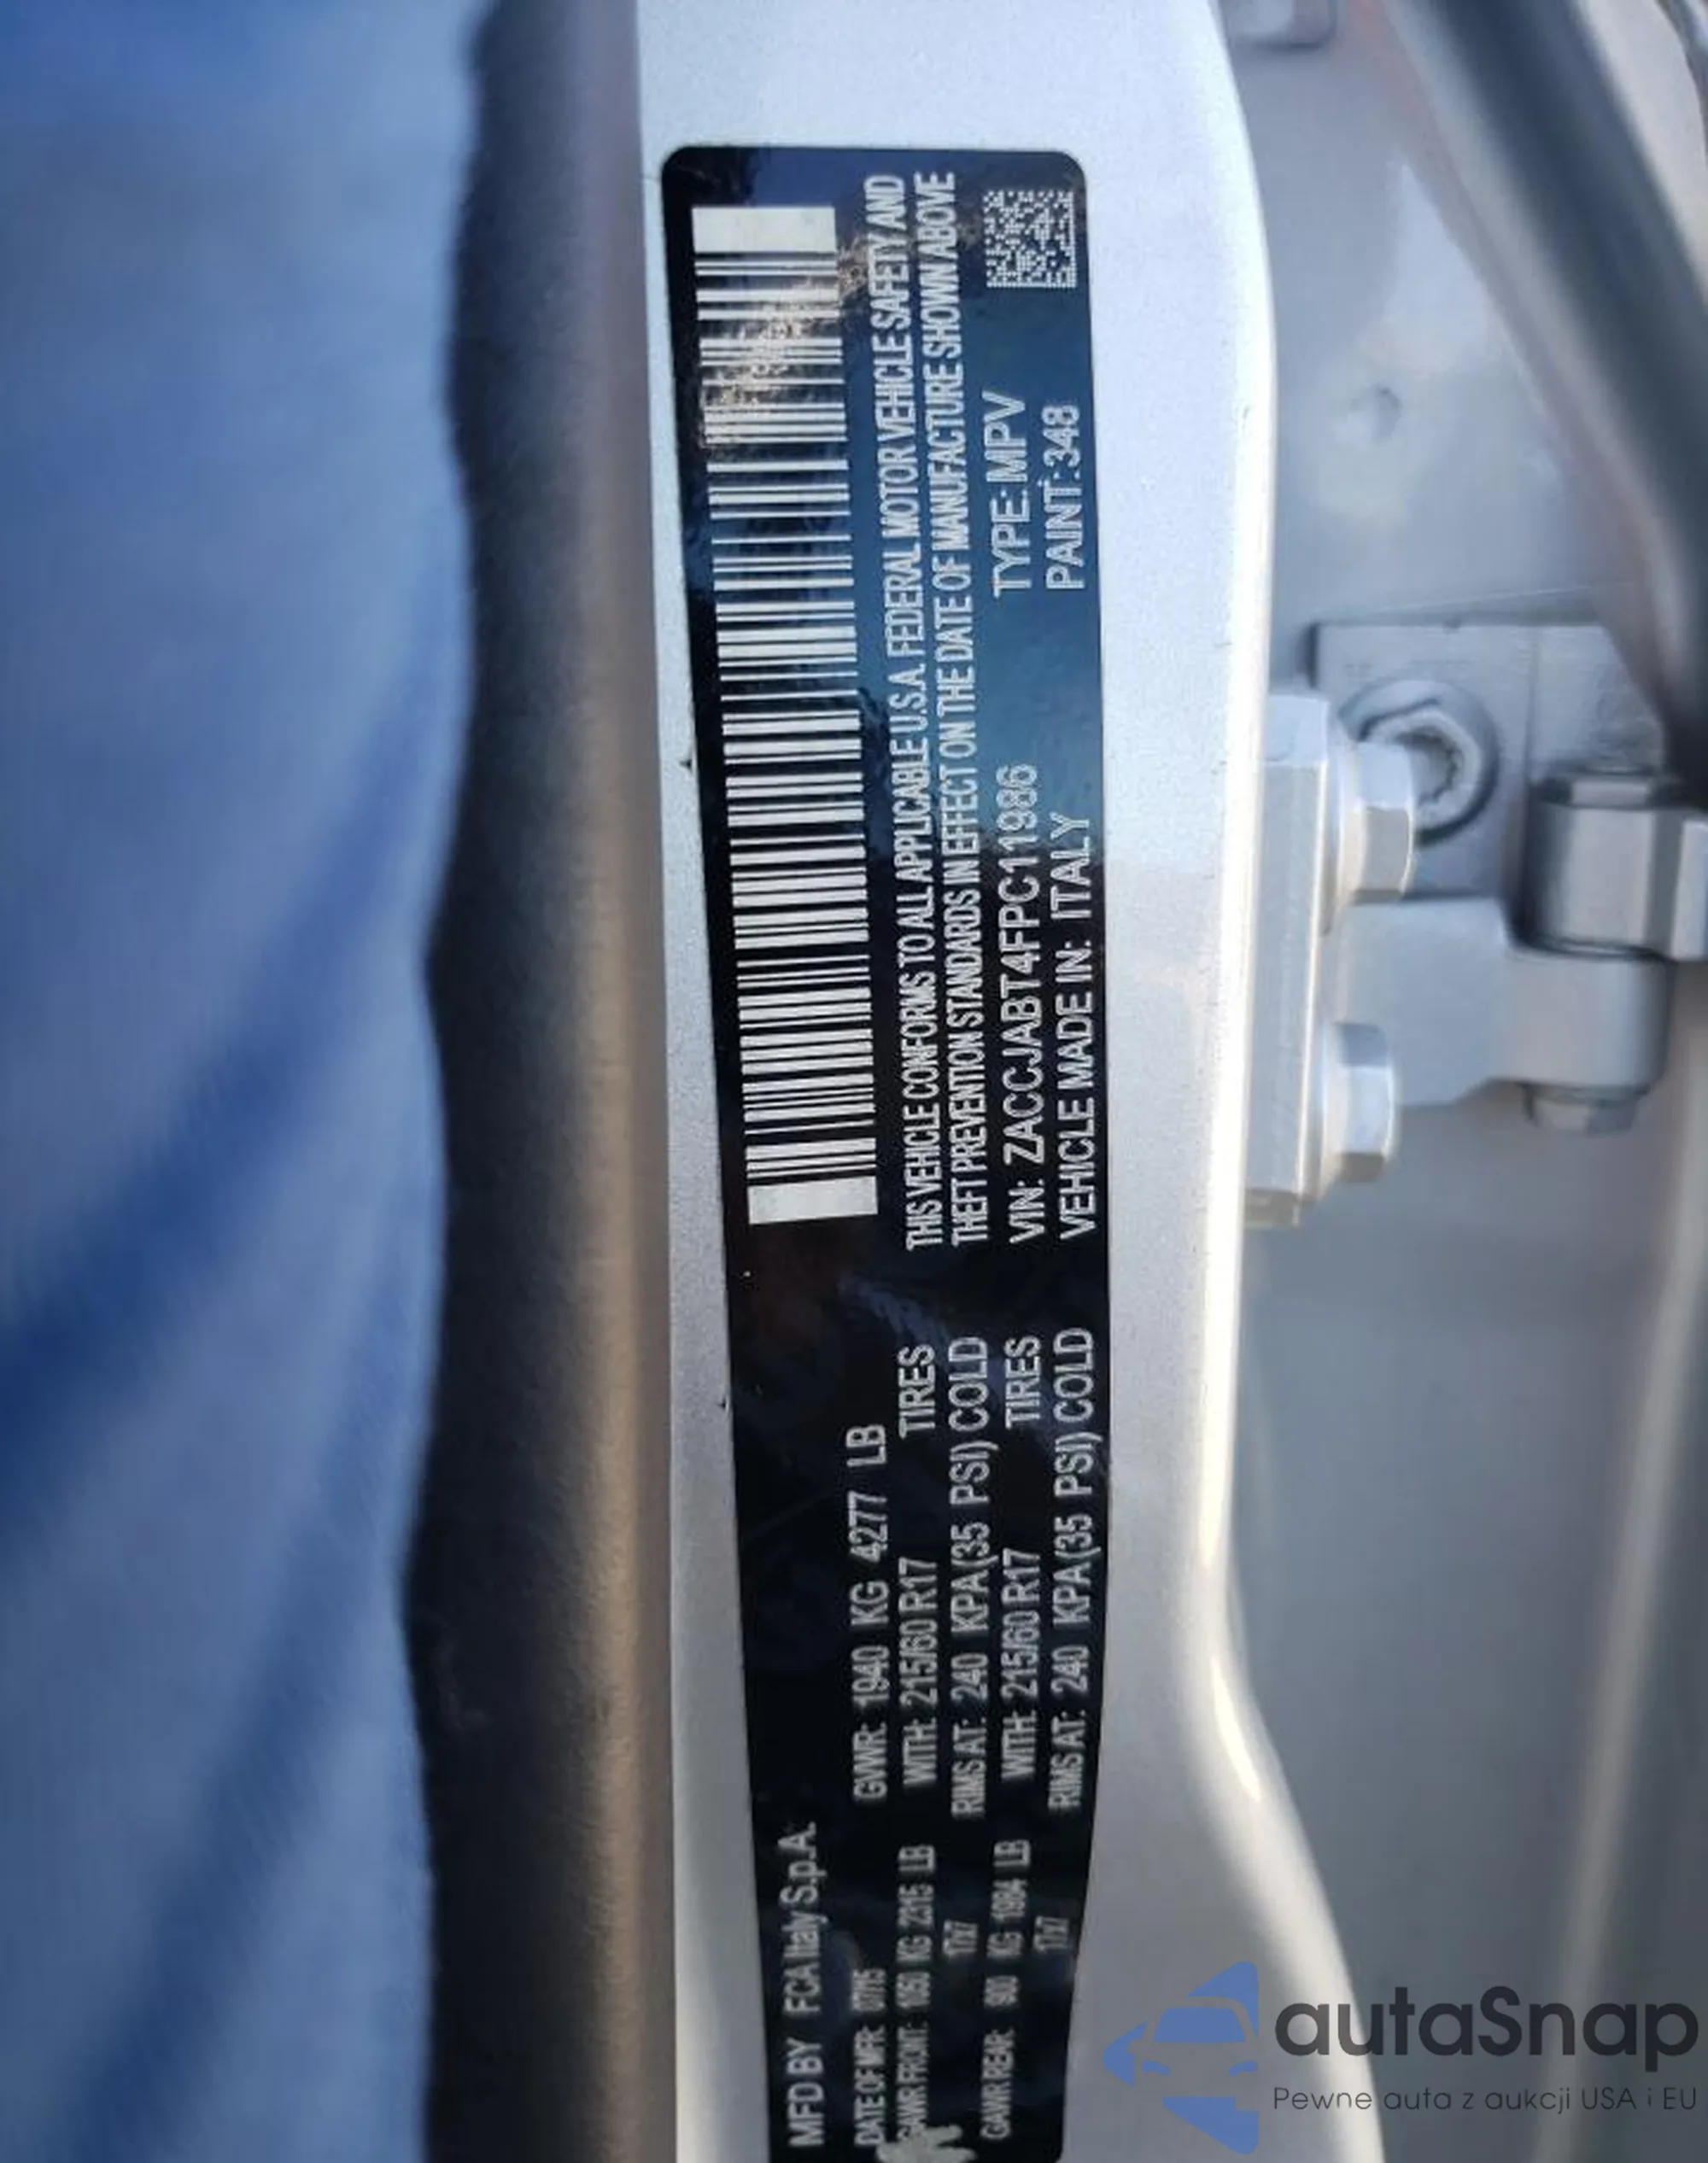 MFD BY FCA Italy S.p.A.
DATE OF MFR: 07/15 GVWR: 1940 KG 4277 LB
GAWR FRONT: 1050 KG 2315 LB WITH: 215/60 R17 TIRES
17x7 RIMS AT: 240 KPA(35 PSI) COLD
GAWR REAR: 900 KG 1984 LB WITH: 215/60 R17 TIRES
17x7 RIMS AT: 240 KPA(35 PSI) COLD
THIS VEHICLE CONFORMS TO ALL APPLICABLE U.S.A. FEDERAL MOTOR VEHICLE SAFETY AND
THEFT PREVENTION STANDARDS IN EFFECT ON THE DATE OF MANUFACTURE SHOWN ABOVE
VIN: ZACCJABT4FPC11986 TYPE: MPV
VEHICLE MADE IN: ITALY PAINT: 348
autaSnap
Pewne auta z aukcji USA i EU